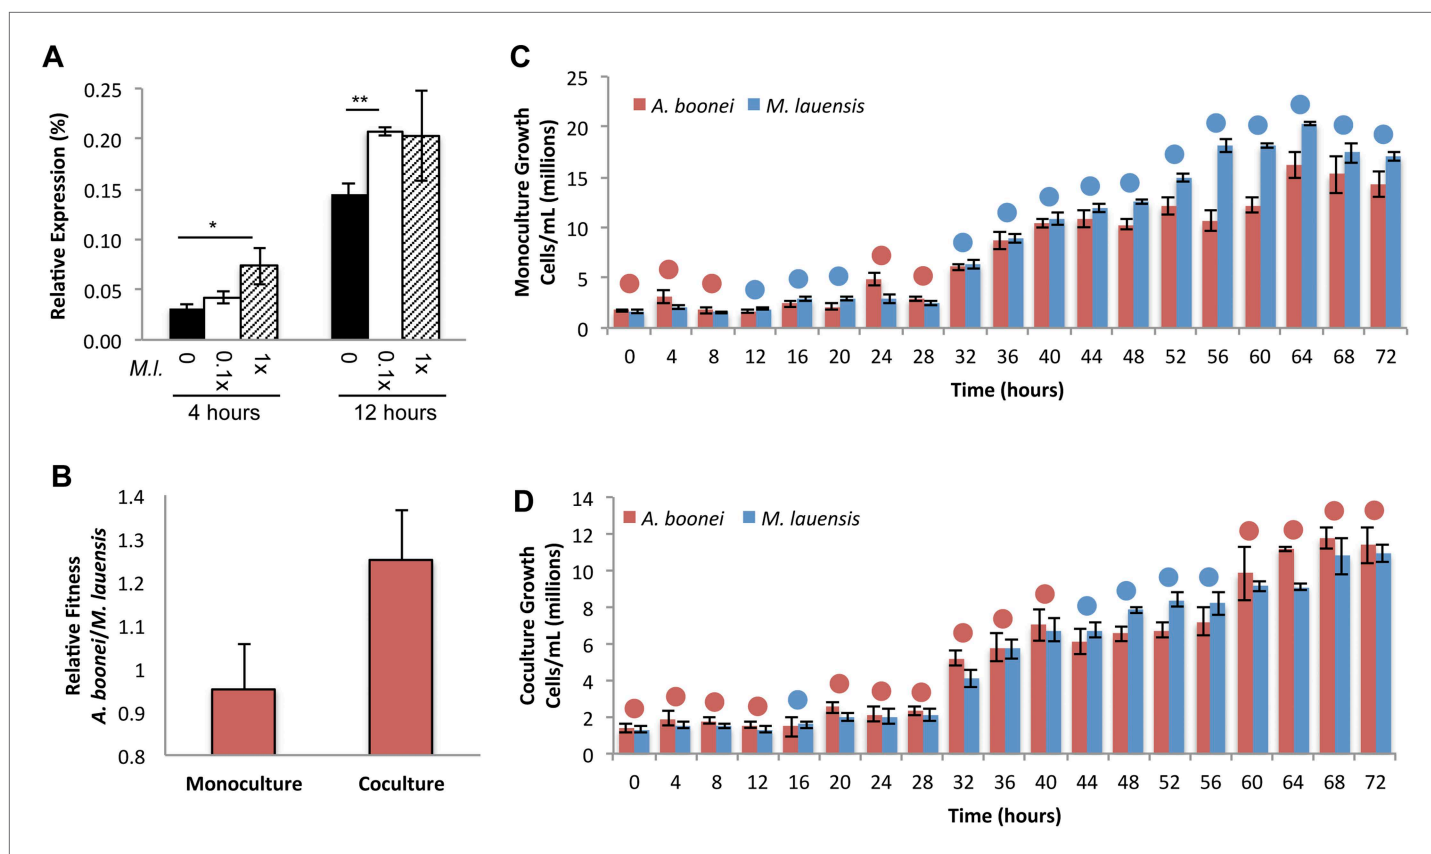 A
Relative Expression (%)
0.25
0.20
0.15
0.10
0.05
0.00
*
**
M.l.
0
0.1x
1x
0
0.1x
1x
4 hours
12 hours
B
Relative Fitness
A. boonei/M. lauensis
1.4
1.3
1.2
1.1
1
0.9
0.8
Monoculture
Coculture
C
Monoculture Growth
Cells/mL (millions)
25
20
15
10
5
0
A. boonei
M. lauensis
0 4 8 12 16 20 24 28 32 36 40 44 48 52 56 60 64 68 72
Time (hours)
D
Coculture Growth
Cells/mL (millions)
14
12
10
8
6
4
2
0
A. boonei
M. lauensis
0 4 8 12 16 20 24 28 32 36 40 44 48 52 56 60 64 68 72
Time (hours)